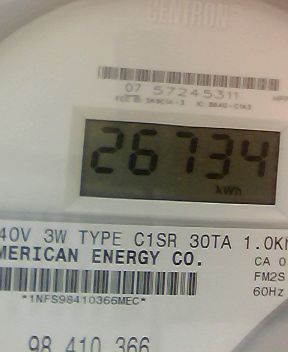 CENTRON®
07 57245311
26734
kWh
40V 3W TYPE C1SR 30TA 1.0Kh
MERICAN ENERGY CO.
CA 0
FM2S
60Hz
*1NFS98410366MEC*
98 410 366